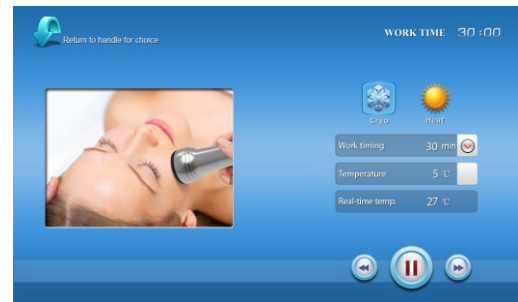 Return to handle for choice
WORK TIME 30:00
Cryo Heat
Work timing 30 min
Temperature 5 ℃
Real-time temp. 27 ℃